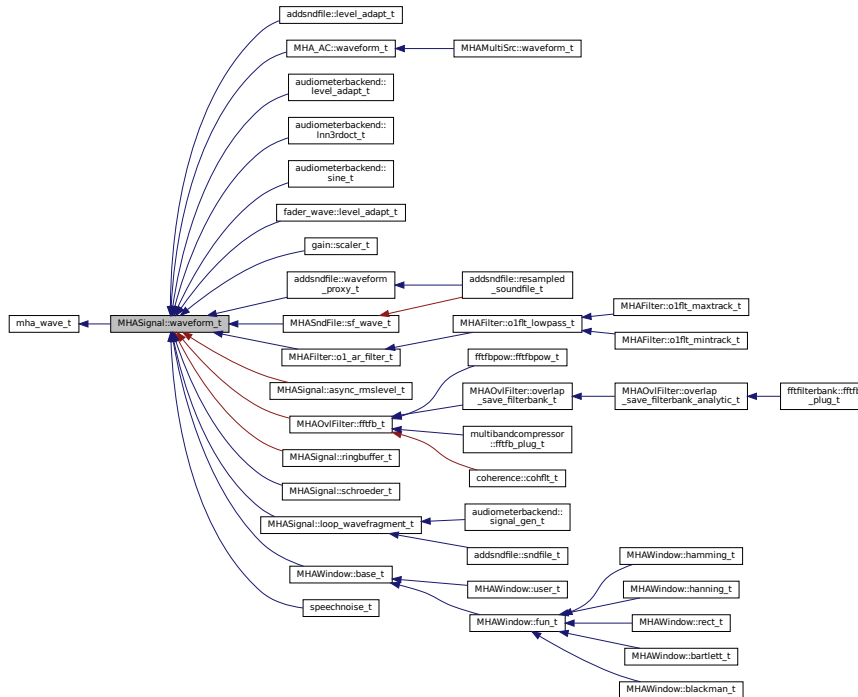 addsndfile::level_adapt_t
MHA_AC::waveform_t
MHAMultiSrc::waveform_t
audiometerbackend::
level_adapt_t
audiometerbackend::
lnn3rdoct_t
audiometerbackend::
sine_t
fader_wave::level_adapt_t
gain::scaler_t
addsndfile::waveform
_proxy_t
addsndfile::resampled
_soundfile_t
mha_wave_t
MHASignal::waveform_t
MHASndFile::sf_wave_t
MHAFilter::o1flt_lowpass_t
MHAFilter::o1flt_maxtrack_t
MHAFilter::o1flt_mintrack_t
MHAFilter::o1_ar_filter_t
fftfbpow::fftfbpow_t
MHASignal::async_rmslevel_t
MHAOvlFilter::overlap
_save_filterbank_t
MHAOvlFilter::overlap
_save_filterbank_analytic_t
fftfilterbank::fftfb
_plug_t
MHAOvlFilter::fftfb_t
multibandcompressor
::fftfb_plug_t
MHASignal::ringbuffer_t
coherence::cohflt_t
MHASignal::schroeder_t
audiometerbackend::
signal_gen_t
MHASignal::loop_wavefragment_t
addsndfile::sndfile_t
MHAWindow::hamming_t
MHAWindow::base_t
MHAWindow::user_t
MHAWindow::hanning_t
speechnoise_t
MHAWindow::fun_t
MHAWindow::rect_t
MHAWindow::bartlett_t
MHAWindow::blackman_t